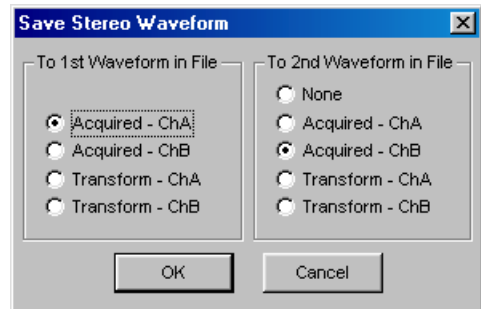 Save Stereo Waveform
To 1st Waveform in File
Acquired - ChA
Acquired - ChB
Transform - ChA
Transform - ChB
To 2nd Waveform in File
None
Acquired - ChA
Acquired - ChB
Transform - ChA
Transform - ChB
OK
Cancel